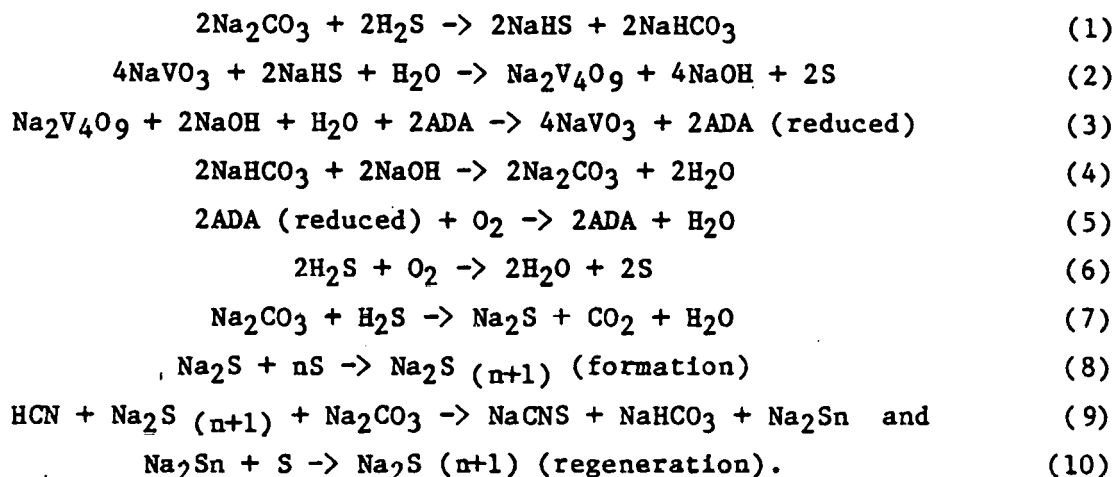 2Na₂CO₃ + 2H₂S -> 2NaHS + 2NaHCO₃ (1)
4NaVO₃ + 2NaHS + H₂O -> Na₂V₄O₉ + 4NaOH + 2S (2)
Na₂V₄O₉ + 2NaOH + H₂O + 2ADA -> 4NaVO₃ + 2ADA (reduced) (3)
2NaHCO₃ + 2NaOH -> 2Na₂CO₃ + 2H₂O (4)
2ADA (reduced) + O₂ -> 2ADA + H₂O (5)
2H₂S + O₂ -> 2H₂O + 2S (6)
Na₂CO₃ + H₂S -> Na₂S + CO₂ + H₂O (7)
Na₂S + nS -> Na₂S (n+1) (formation) (8)
HCN + Na₂S (n+1) + Na₂CO₃ -> NaCNS + NaHCO₃ + Na₂Sn and (9)
Na₂Sn + S -> Na₂S (n+1) (regeneration). (10)